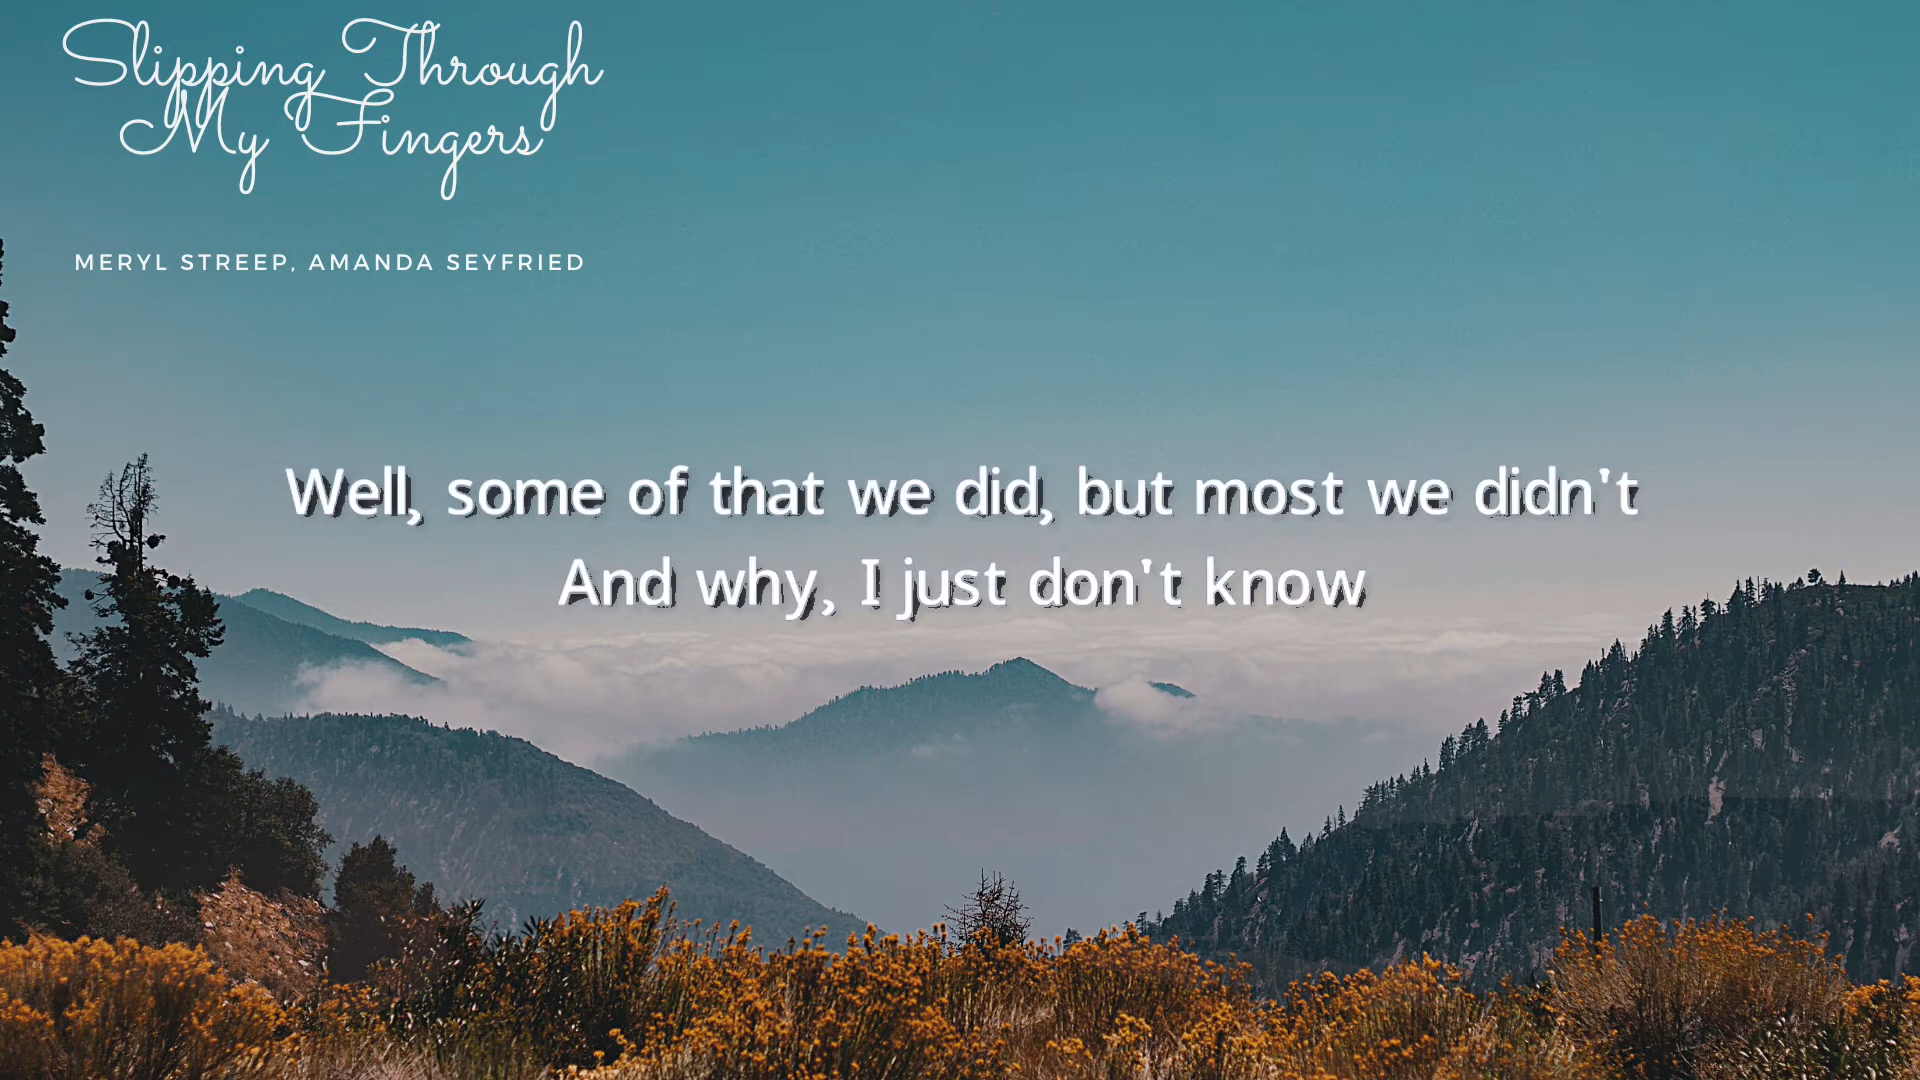 Slipping Through
My Fingers
MERYL STREEP, AMANDA SEYFRIED
Well, some of that we did, but most we didn't
And why, I just don't know